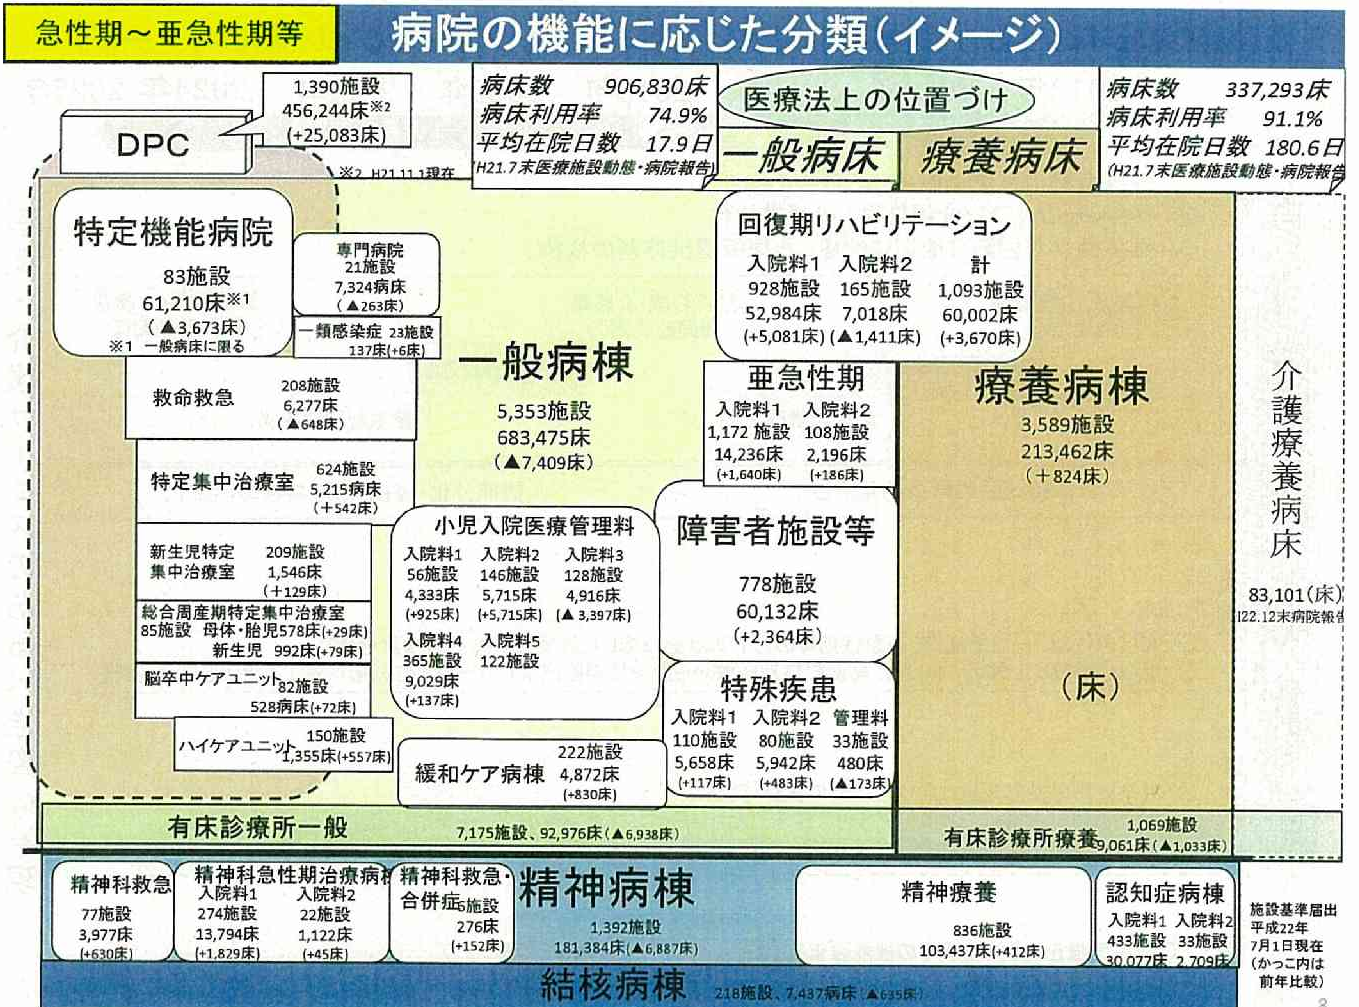 急性期～亜急性期等
病院の機能に応じた分類(イメージ)
1,390施設
456,244床※2
(+25,083床)
DPC
※2 H21.11.1現在
病床数 906,830床
病床利用率 74.9%
平均在院日数 17.9日
(H21.7末医療施設動態・病院報告)
医療法上の位置づけ
一般病床
療養病床
病床数 337,293床
病床利用率 91.1%
平均在院日数 180.6日
(H21.7末医療施設動態・病院報告
特定機能病院
83施設
61,210床※1
(▲3,673床)
※1 一般病床に限る
専門病院
21施設
7,324病床
(▲263床)
一類感染症 23施設
137床(+6床)
救命救急
208施設
6,277床
(▲648床)
特定集中治療室
624施設
5,215病床
(+542床)
新生児特定
集中治療室
209施設
1,546床
(+129床)
総合周産期特定集中治療室
85施設 母体・胎児578床(+29床)
新生児 992床(+79床)
脳卒中ケアユニット
82施設
528病床(+72床)
ハイケアユニット
150施設
1,355床(+557床)
一般病棟
5,353施設
683,475床
(▲7,409床)
小児入院医療管理料
入院料1 入院料2 入院料3
56施設 146施設 128施設
4,333床 5,715床 4,916床
(+925床) (+5,715床) (▲3,397床)
入院料4 入院料5
365施設 122施設
9,029床
(+137床)
緩和ケア病棟
222施設
4,872床
(+830床)
回復期リハビリテーション
入院料1 入院料2 計
928施設 165施設 1,093施設
52,984床 7,018床 60,002床
(+5,081床) (▲1,411床) (+3,670床)
亜急性期
入院料1 入院料2
1,172施設 108施設
14,236床 2,196床
(+1,640床) (+186床)
障害者施設等
778施設
60,132床
(+2,364床)
特殊疾患
入院料1 入院料2 管理料
110施設 80施設 33施設
5,658床 5,942床 480床
(+117床) (+483床) (▲173床)
療養病棟
3,589施設
213,462床
(+824床)
(床)
介護療養病床
83,101(床)
H22.12末病院報告
有床診療所一般 7,175施設、92,976床(▲6,938床)
有床診療所療養
1,069施設
9,061床(▲1,033床)
精神科救急
77施設
3,977床
(+630床)
精神科急性期治療病棟
入院料1 入院料2
274施設 22施設
13,794床 1,122床
(+1,829床) (+45床)
精神科救急・
合併症
5施設
276床
(+152床)
精神病棟
1,392施設
181,384床(▲6,887床)
精神療養
836施設
103,437床(+412床)
認知症病棟
入院料1 入院料2
433施設 33施設
30,077床 2,709床
結核病棟 218施設、7,437病床(▲635床)
施設基準届出
平成22年
7月1日現在
(かっこ内は
前年比較)
3